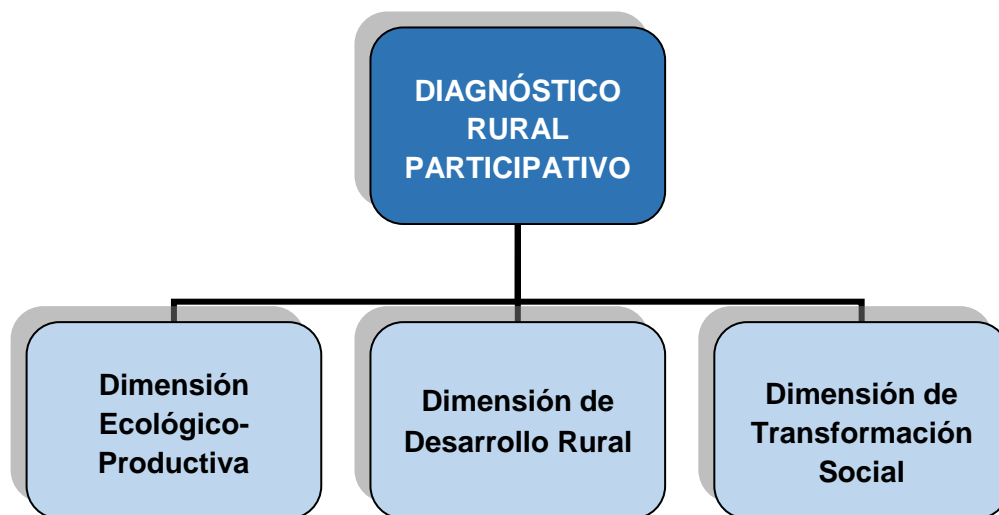 DIAGNÓSTICO
RURAL
PARTICIPATIVO
Dimensión
Ecológico-
Productiva
Dimensión de
Desarrollo Rural
Dimensión de
Transformación
Social